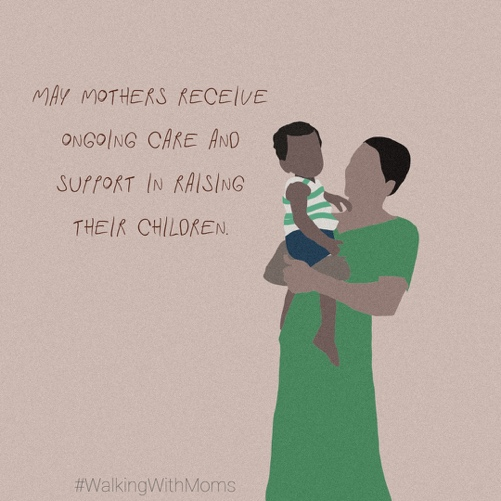 MAY MOTHERS RECEIVE
ONGOING CARE AND
SUPPORT IN RAISING
THEIR CHILDREN.
#WalkingWithMoms